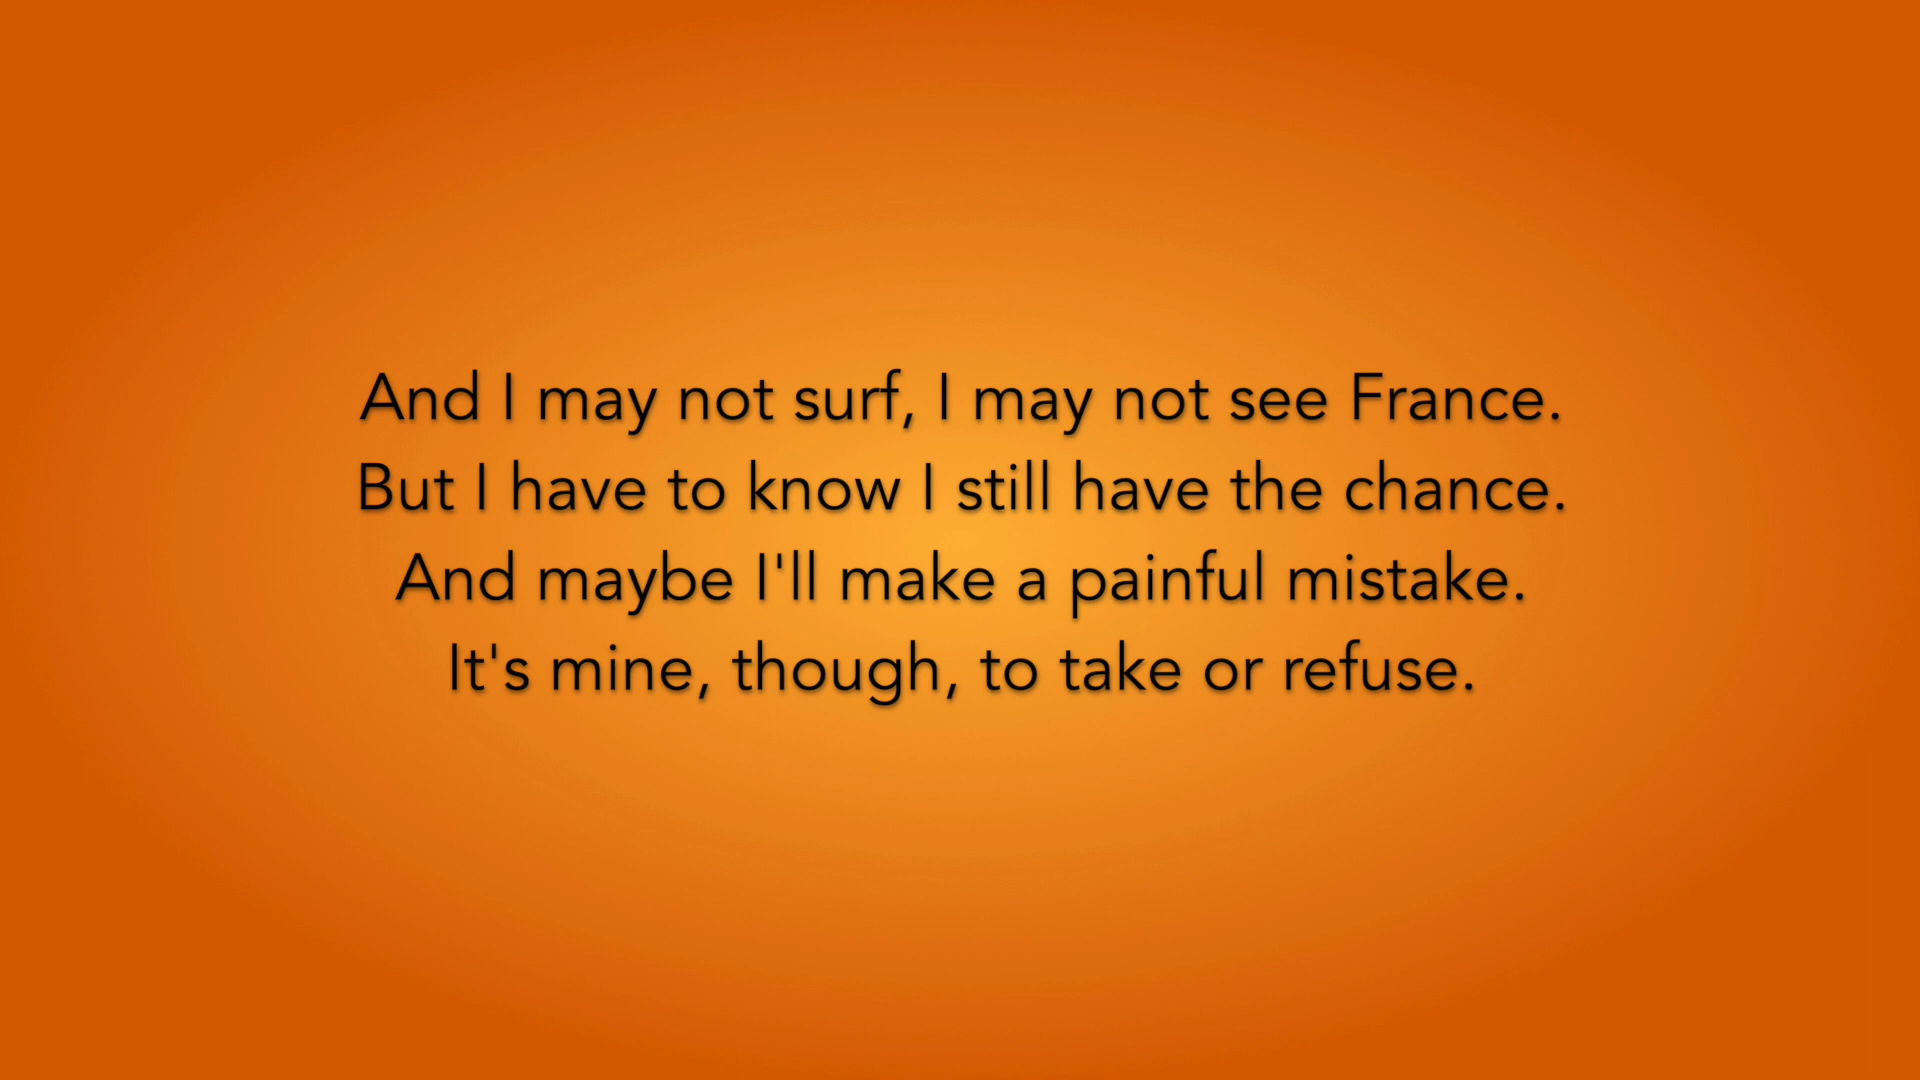 And I may not surf, I may not see France.
But I have to know I still have the chance.
And maybe I'll make a painful mistake.
It's mine, though, to take or refuse.